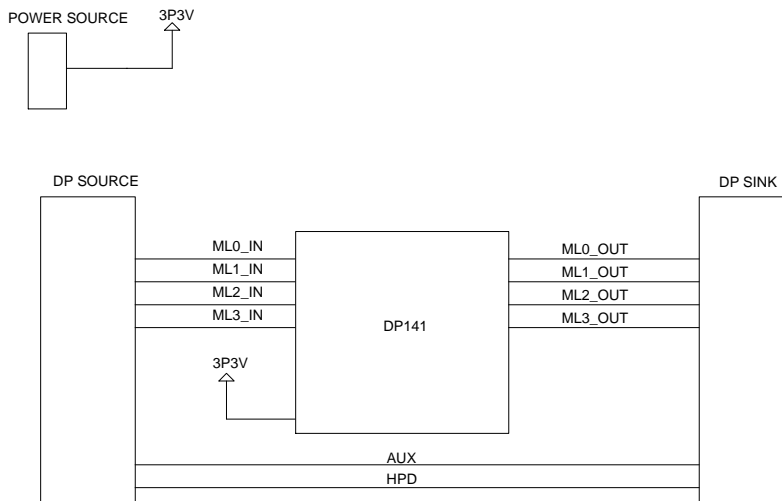 POWER SOURCE
3P3V
DP SOURCE
DP SINK
ML0_IN
ML0_OUT
ML1_IN
ML1_OUT
ML2_IN
ML2_OUT
ML3_IN
ML3_OUT
DP141
3P3V
AUX
HPD